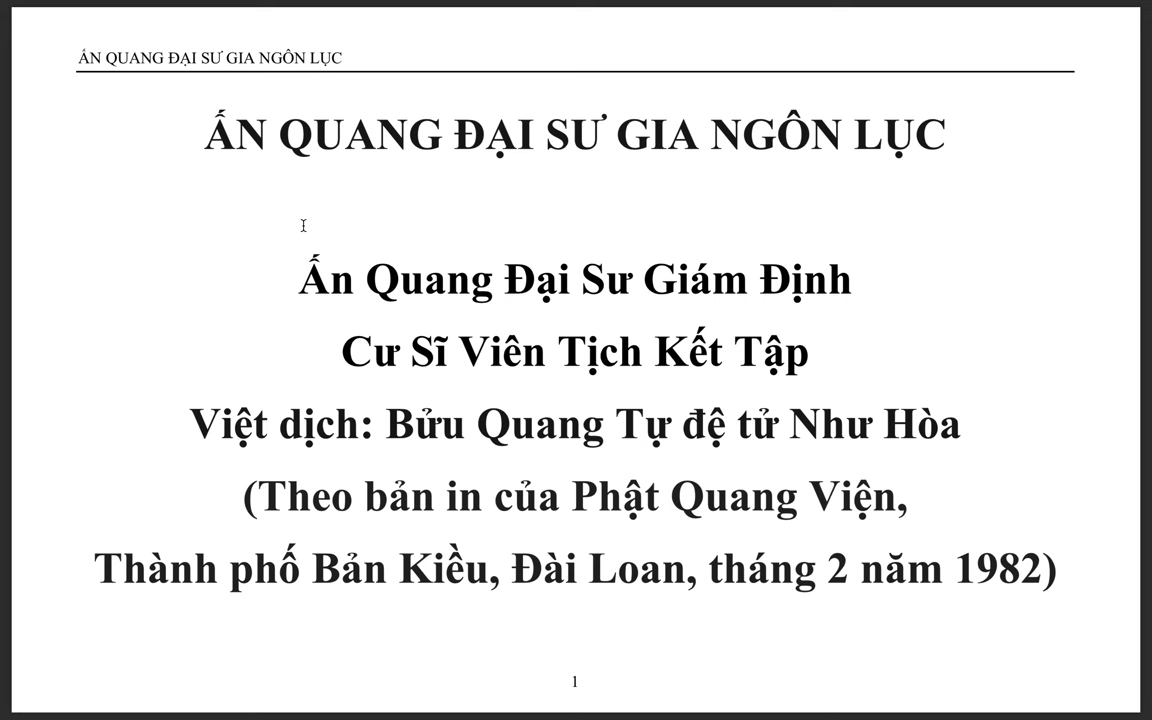 ẤN QUANG ĐẠI SƯ GIA NGÔN LỤC
ẤN QUANG ĐẠI SƯ GIA NGÔN LỤC
Ấn Quang Đại Sư Giám Định
Cư Sĩ Viên Tịch Kết Tập
Việt dịch: Bửu Quang Tự đệ tử Như Hòa
(Theo bản in của Phật Quang Viện,
Thành phố Bản Kiều, Đài Loan, tháng 2 năm 1982)
1